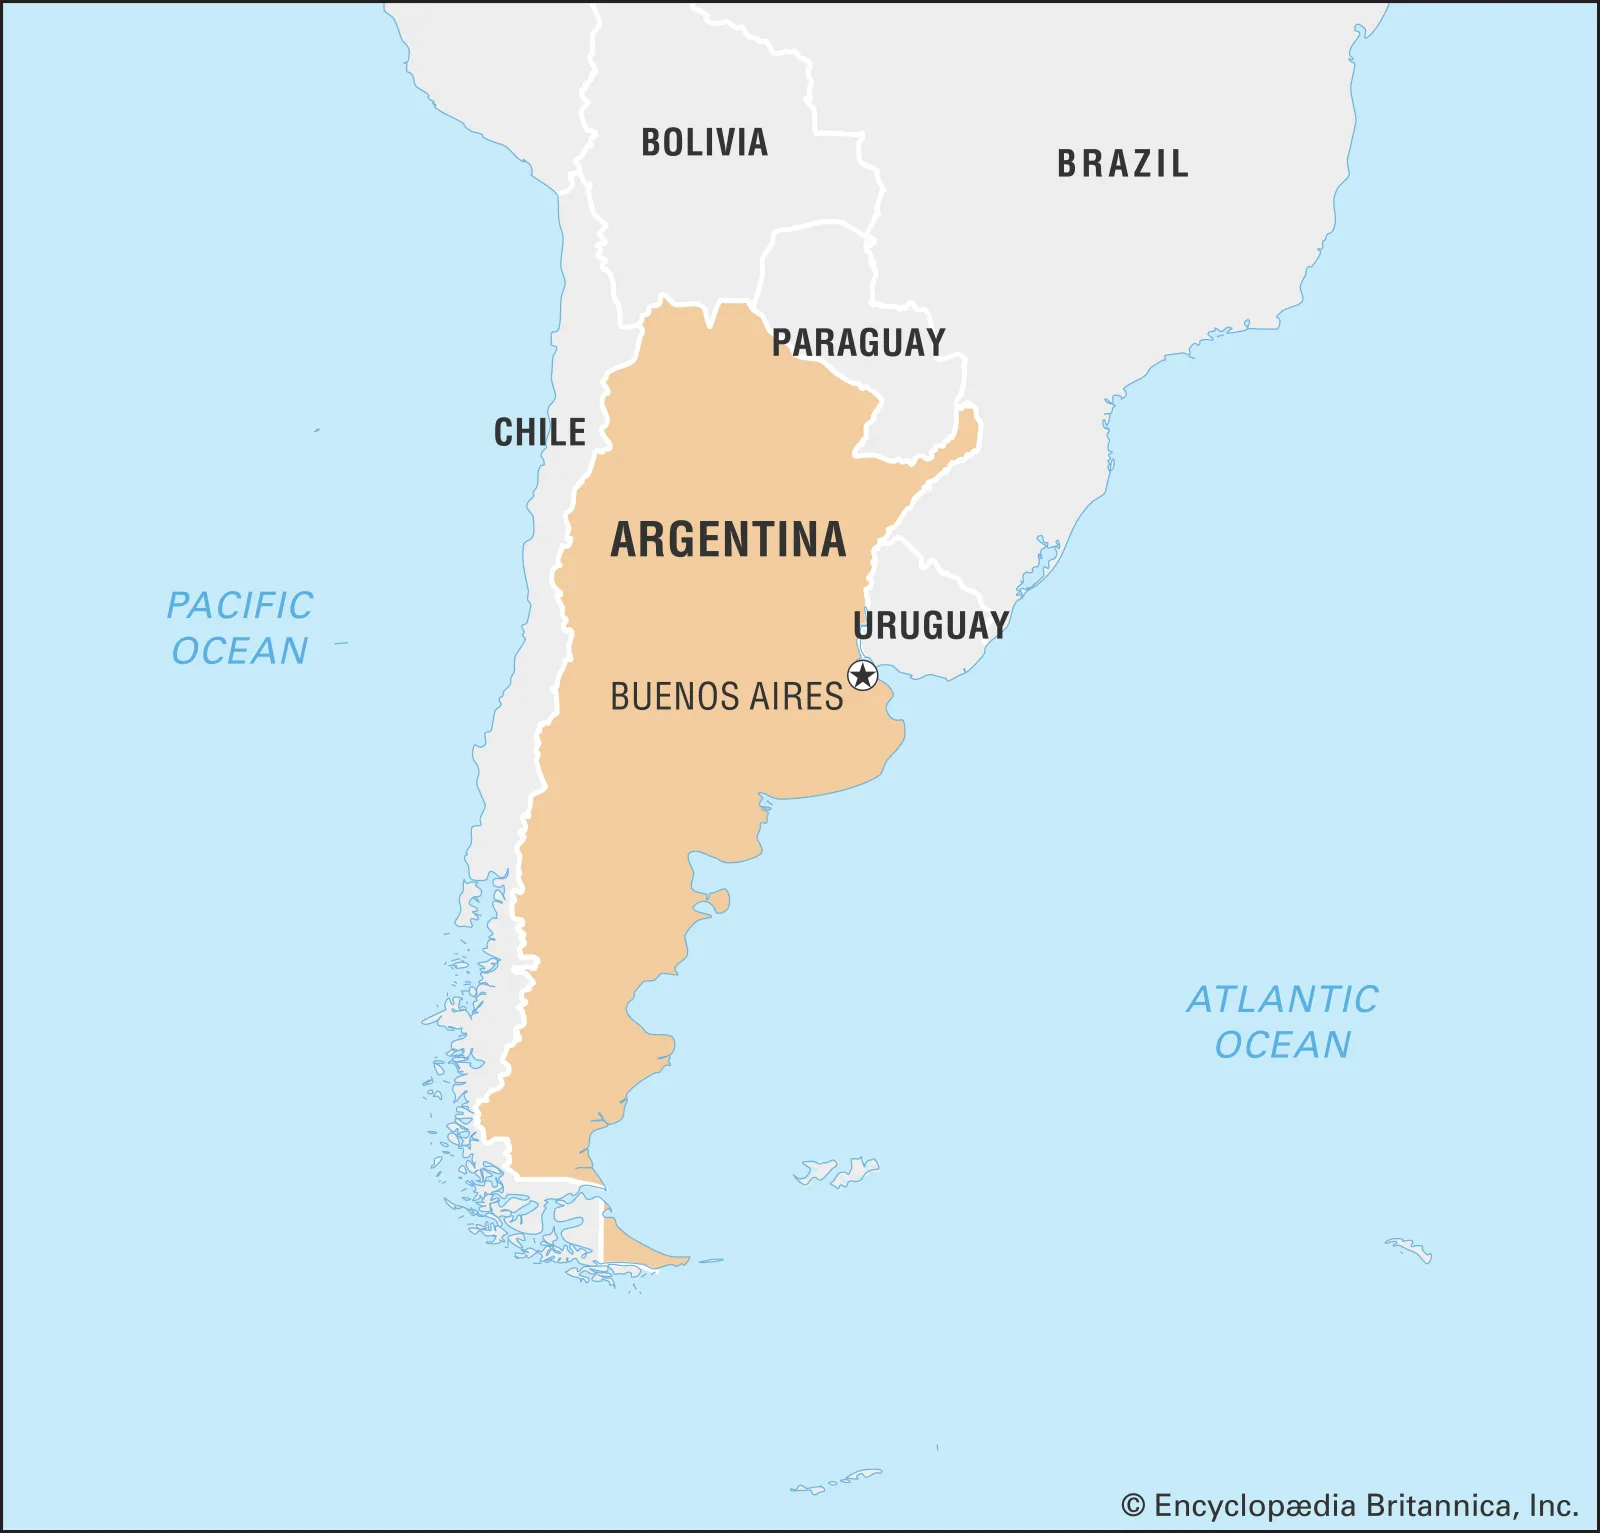 BOLIVIA
BRAZIL
PARAGUAY
CHILE
ARGENTINA
PACIFIC
OCEAN
URUGUAY
BUENOS AIRES
ATLANTIC
OCEAN
© Encyclopædia Britannica, Inc.